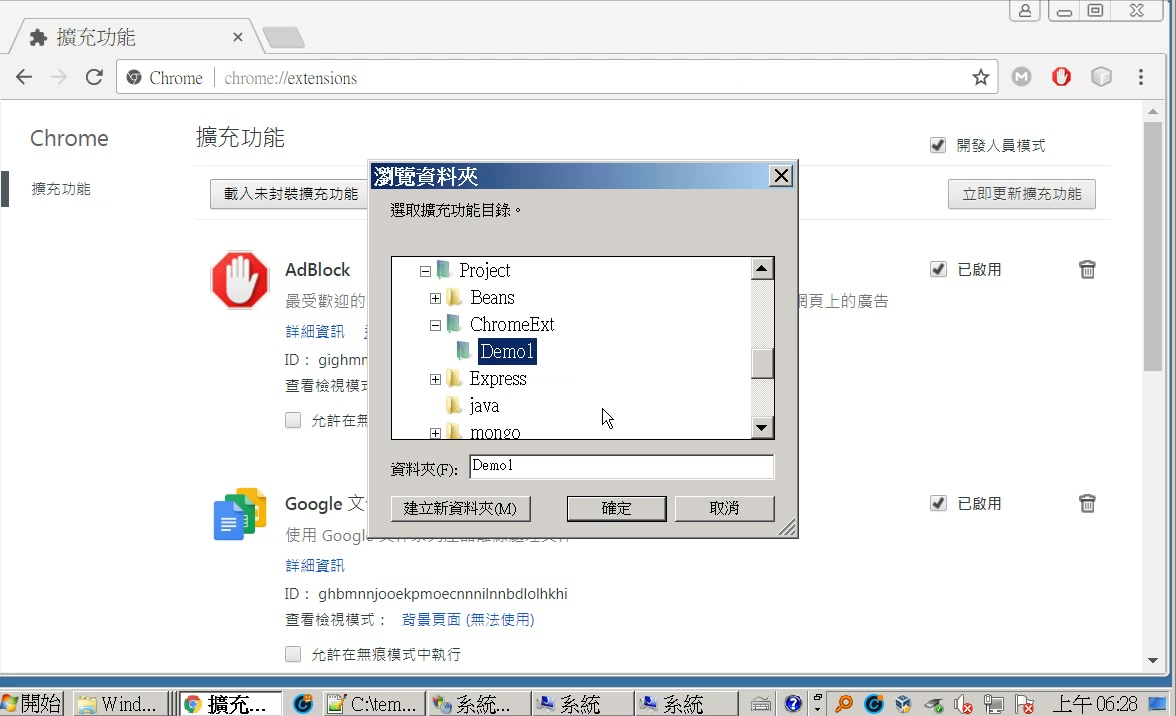 擴充功能
Chrome
chrome://extensions
M
Chrome
擴充功能
擴充功能
開發人員模式
載入未封裝擴充功能
立即更新擴充功能
瀏覽資料夾
選取擴充功能目錄。
Project
Beans
ChromeExt
Demo1
Express
java
mongo
資料夾(F):
Demo1
建立新資料夾(M)
確定
取消
AdBlock
已啟用
最受歡迎的
網頁上的廣告
詳細資訊
ID： gighmn
查看檢視模式
允許在無
Google 文
已啟用
使用 Google
詳細資訊
ID： ghbmnnjooekpmoecnnnilnnbdlolhkhi
查看檢視模式： 背景頁面 (無法使用)
允許在無痕模式中執行
開始
Wind...
擴充...
C:\tem...
系統...
系統
系統
上午 06:28